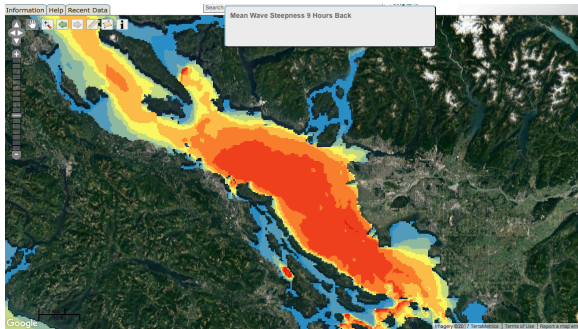 Information Help Recent Data
Search
Mean Wave Steepness 9 Hours Back
Google
Imagery ©2017 TerraMetrics Terms of Use Report a map